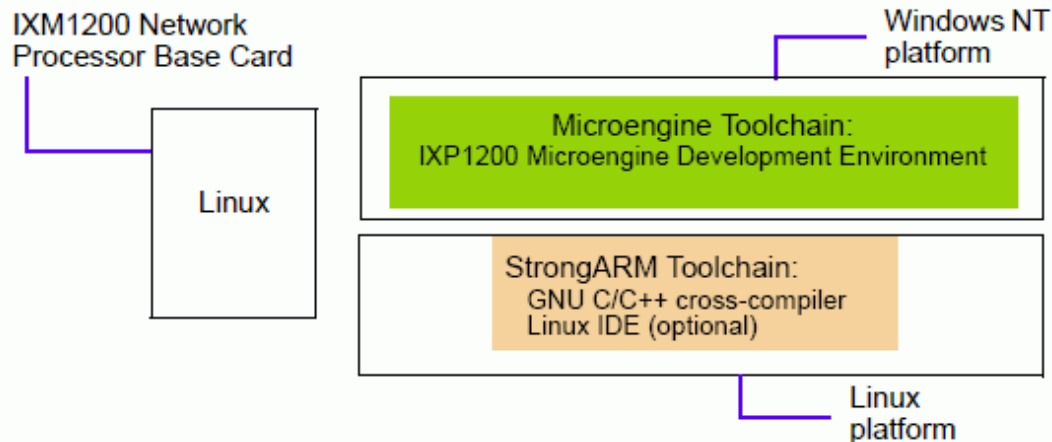 IXM1200 Network
Processor Base Card
Windows NT
platform
Microengine Toolchain:
IXP1200 Microengine Development Environment
Linux
StrongARM Toolchain:
GNU C/C++ cross-compiler
Linux IDE (optional)
Linux
platform